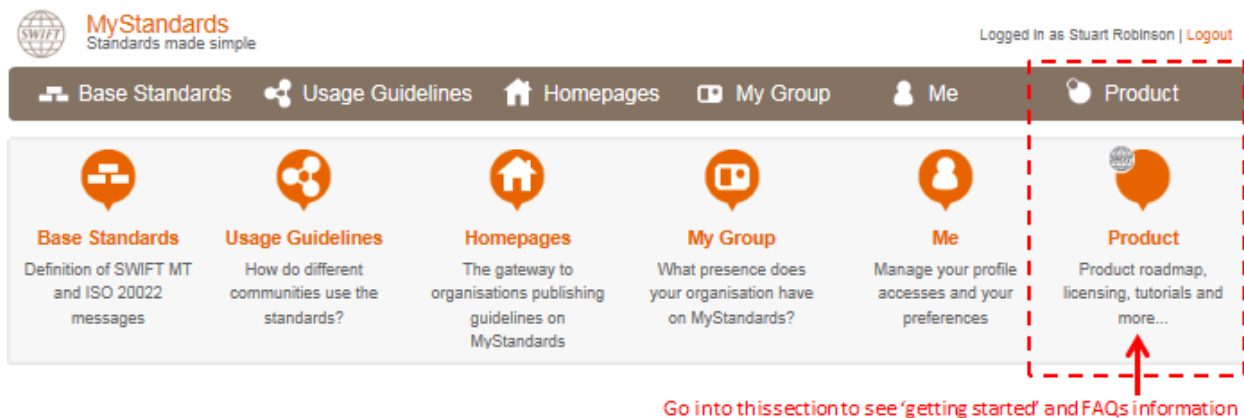 SWIFT
MyStandards
Standards made simple
Logged in as Stuart Robinson | Logout
Base Standards
Usage Guidelines
Homepages
My Group
Me
Product
SWIFT
Base Standards
Definition of SWIFT MT
and ISO 20022
messages
Usage Guidelines
How do different
communities use the
standards?
Homepages
The gateway to
organisations publishing
guidelines on
MyStandards
My Group
What presence does
your organisation have
on MyStandards?
Me
Manage your profile
accesses and your
preferences
Product
Product roadmap,
licensing, tutorials and
more...
Go into this section to see ‘getting started’ and FAQs information